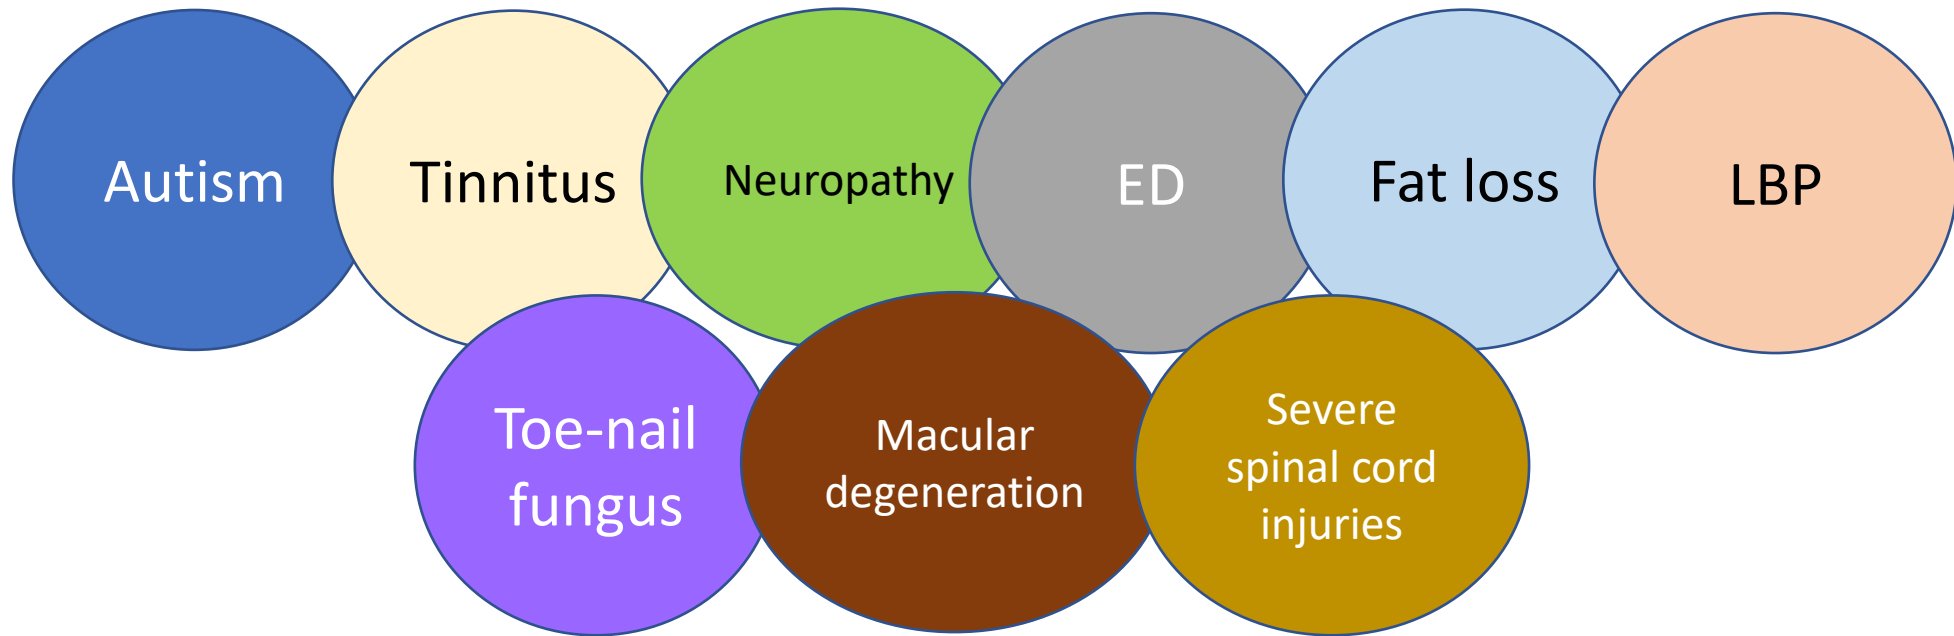 Autism
Tinnitus
Neuropathy
ED
Fat loss
LBP
Toe-nail
fungus
Macular
degeneration
Severe
spinal cord
injuries